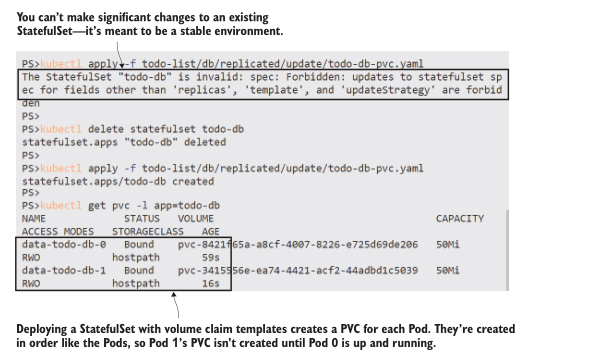 You can't make significant changes to an existing
StatefulSet—it's meant to be a stable environment.
PS>kubectl apply -f todo-list/db/replicated/update/todo-db-pvc.yaml
The StatefulSet "todo-db" is invalid: spec: Forbidden: updates to statefulset sp
ec for fields other than 'replicas', 'template', and 'updateStrategy' are forbid
den
PS>
PS>kubectl delete statefulset todo-db
statefulset.apps "todo-db" deleted
PS>
PS>kubectl apply -f todo-list/db/replicated/update/todo-db-pvc.yaml
statefulset.apps/todo-db created
PS>
PS>kubectl get pvc -l app=todo-db
NAME STATUS VOLUME CAPACITY
ACCESS MODES STORAGECLASS AGE
data-todo-db-0 Bound pvc-8421f65a-a8cf-4007-8226-e725d69de206 50Mi
RWO hostpath 59s
data-todo-db-1 Bound pvc-3415556e-ea74-4421-acf2-44adbd1c5039 50Mi
RWO hostpath 16s
Deploying a StatefulSet with volume claim templates creates a PVC for each Pod. They're created
in order like the Pods, so Pod 1's PVC isn't created until Pod 0 is up and running.